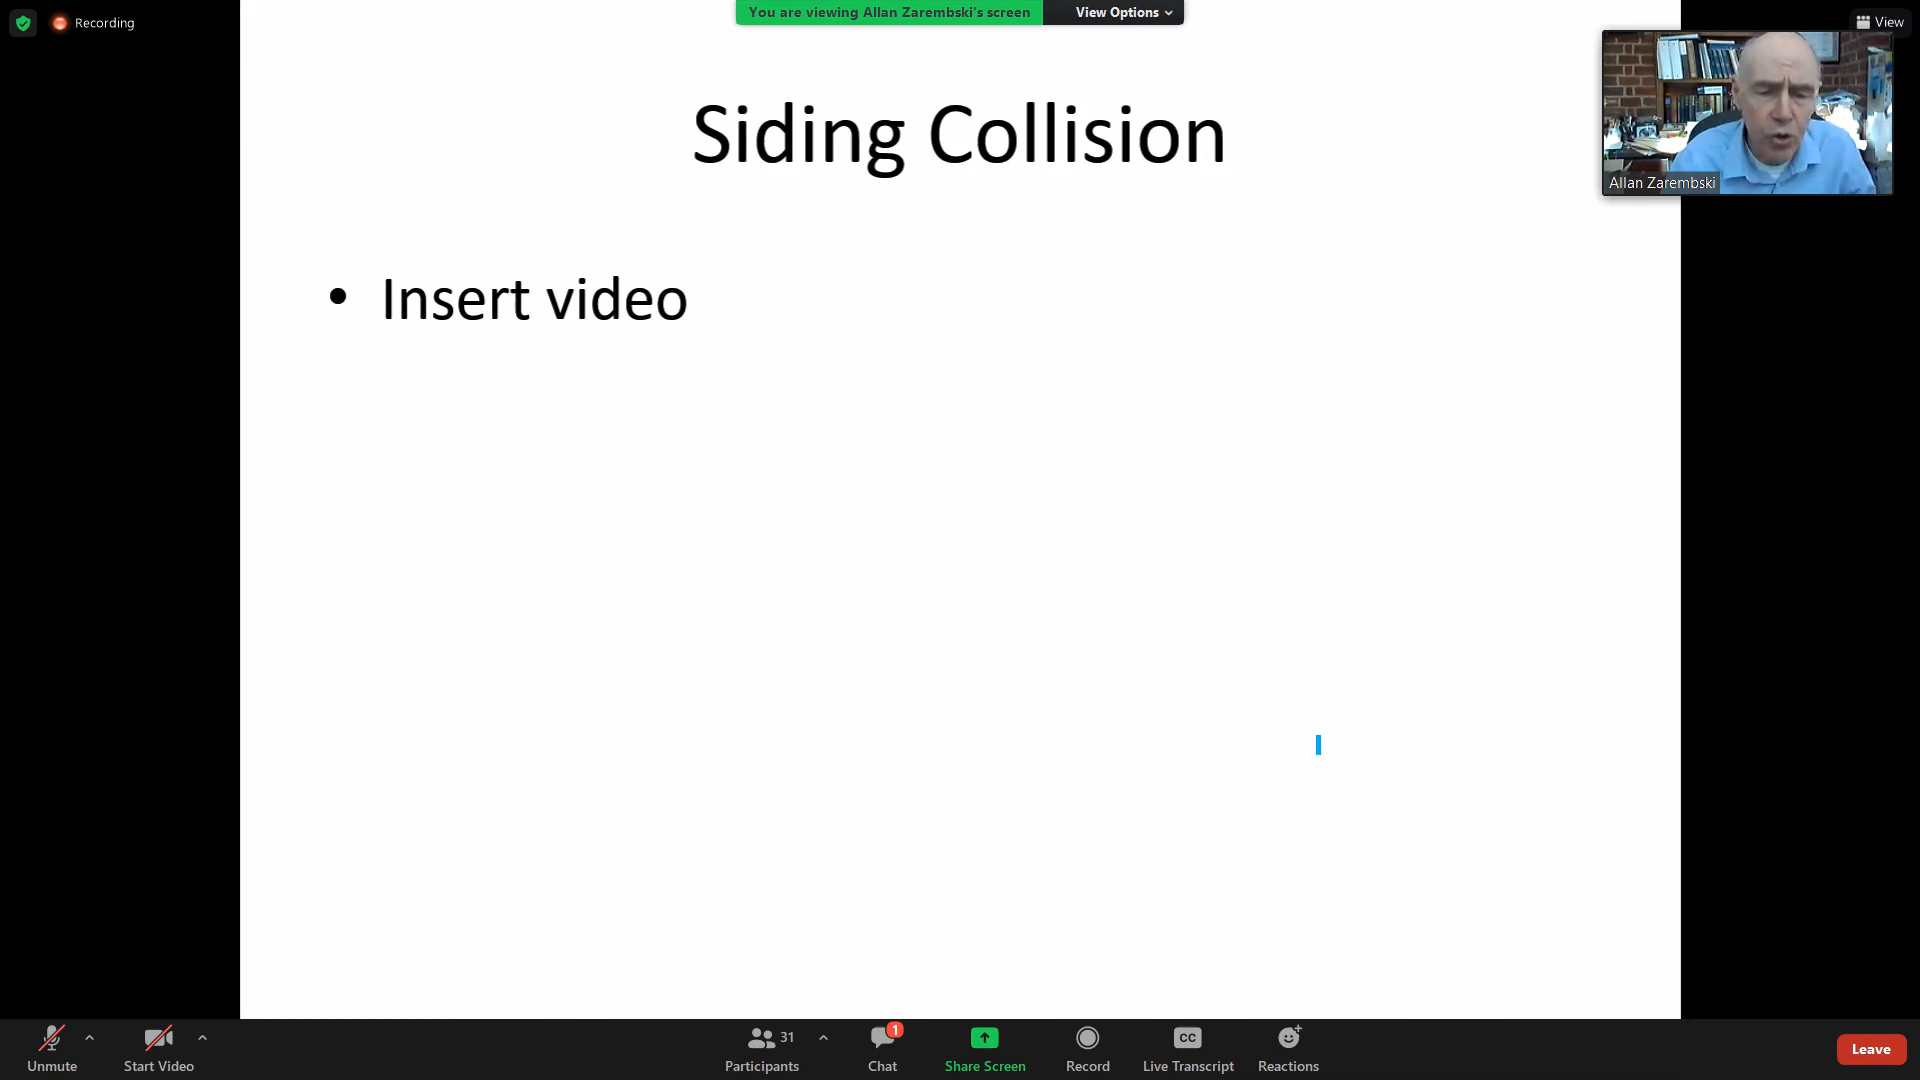 Recording
You are viewing Allan Zarembski's screen
View Options
View
Siding Collision
Allan Zarembski
• Insert video
Unmute
Start Video
31
Participants
1
Chat
Share Screen
Record
CC
Live Transcript
Reactions
Leave